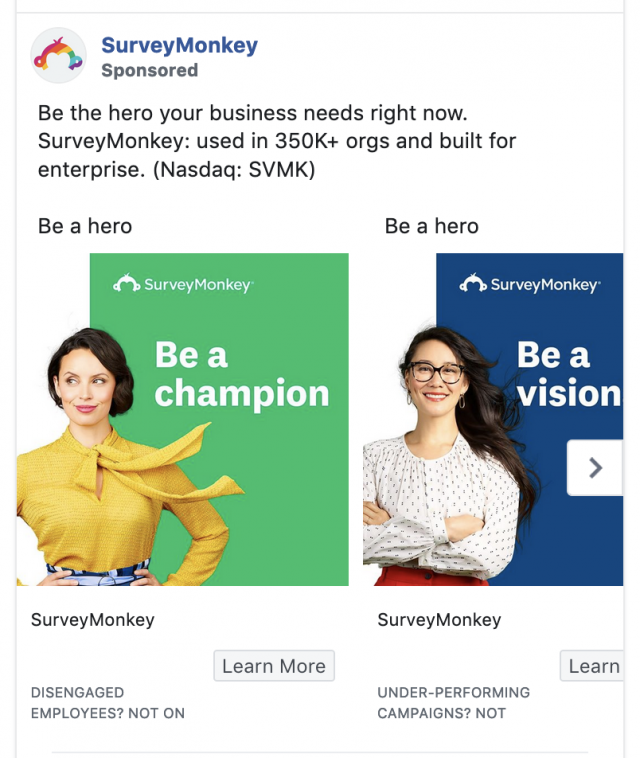 SurveyMonkey
Sponsored
Be the hero your business needs right now.
SurveyMonkey: used in 350K+ orgs and built for
enterprise. (Nasdaq: SVMK)
Be a hero
SurveyMonkey
Be a
champion
SurveyMonkey
Learn More
DISENGAGED
EMPLOYEES? NOT ON
Be a hero
SurveyMonkey
Be a
vision
SurveyMonkey
Learn
UNDER-PERFORMING
CAMPAIGNS? NOT